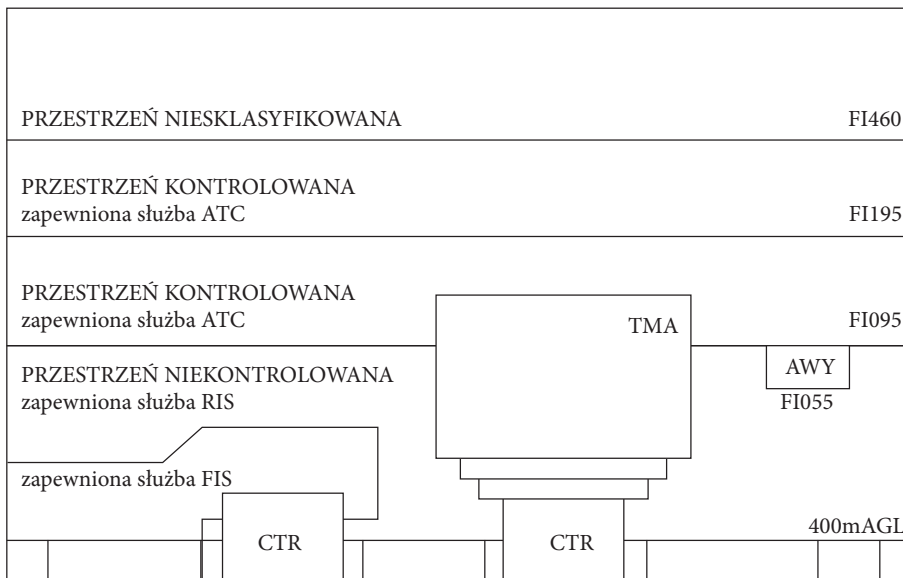 PRZESTRZEŃ NIESKLASYFIKOWANA
FI460
PRZESTRZEŃ KONTROLOWANA
zapewniona służba ATC
FI195
PRZESTRZEŃ KONTROLOWANA
zapewniona służba ATC
TMA
FI095
PRZESTRZEŃ NIEKONTROLOWANA
zapewniona służba RIS
AWY
FI055
zapewniona służba FIS
400mAGL
CTR
CTR